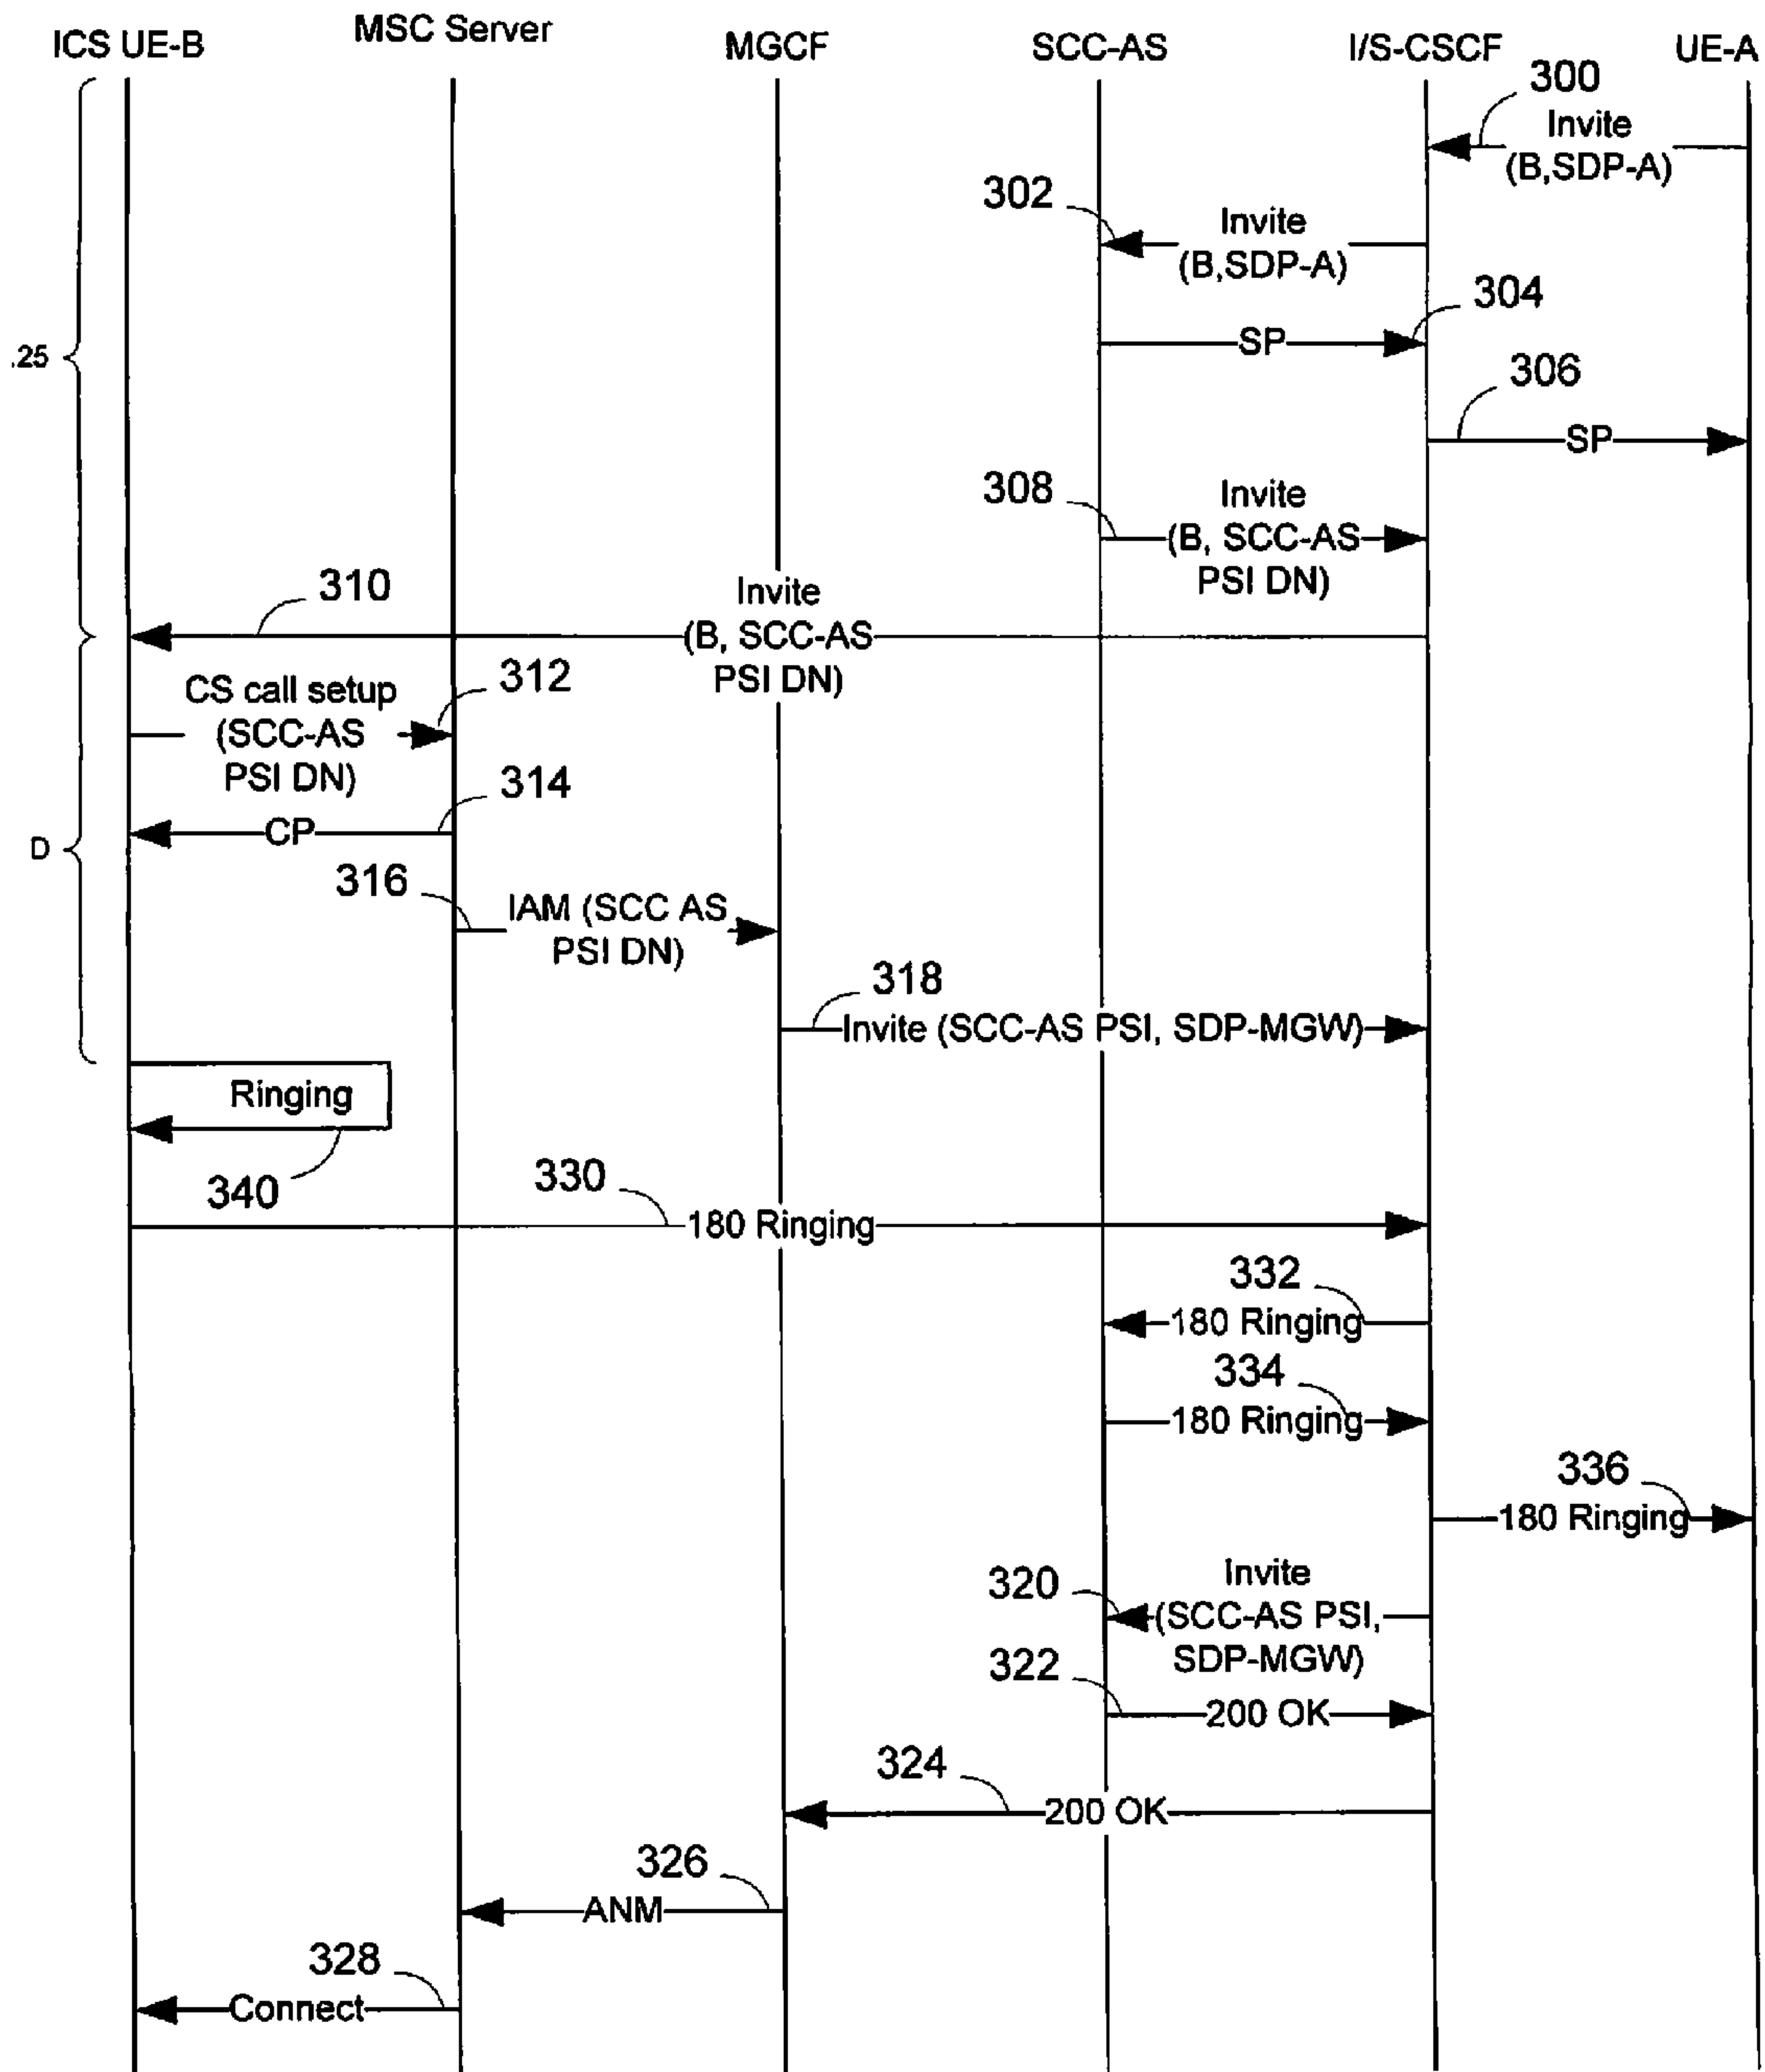 ICS UE-B
MSC Server
MGCF
SCC-AS
I/S-CSCF
UE-A
300
Invite
(B,SDP-A)
302
Invite
(B,SDP-A)
304
SP
.25
306
SP
308
Invite
(B, SCC-AS
PSI DN)
310
Invite
(B, SCC-AS
PSI DN)
312
CS call setup
(SCC-AS
PSI DN)
314
CP
D
316
IAM (SCC AS
PSI DN)
318
Invite (SCC-AS PSI, SDP-MGW)
Ringing
340
330
180 Ringing
332
180 Ringing
334
180 Ringing
336
180 Ringing
320
Invite
(SCC-AS PSI,
SDP-MGW)
322
200 OK
324
200 OK
326
ANM
328
Connect